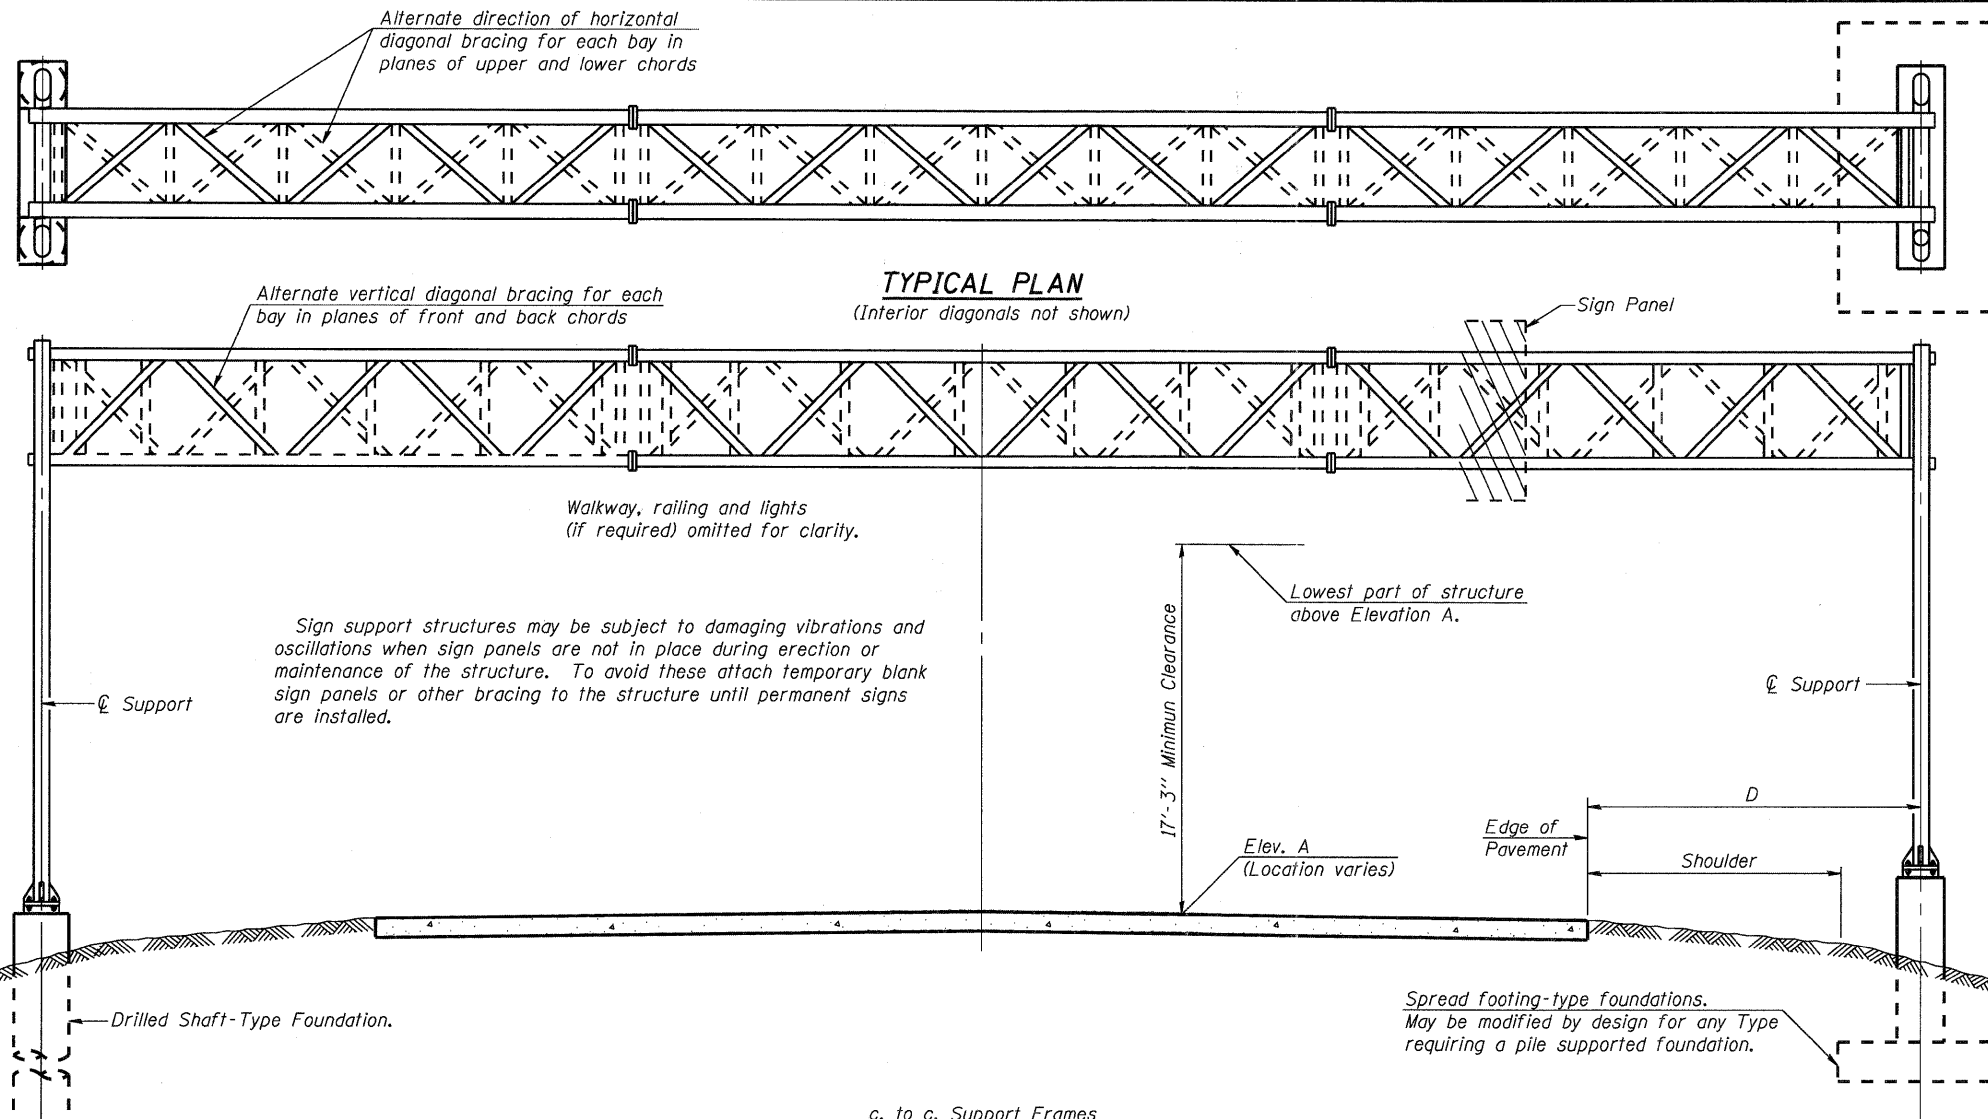 Alternate direction of horizontal
diagonal bracing for each bay in
planes of upper and lower chords
TYPICAL PLAN
(Interior diagonals not shown)
Alternate vertical diagonal bracing for each
bay in planes of front and back chords
Sign Panel
Walkway, railing and lights
(if required) omitted for clarity.
Lowest part of structure
above Elevation A.
Sign support structures may be subject to damaging vibrations and
oscillations when sign panels are not in place during erection or
maintenance of the structure. To avoid these attach temporary blank
sign panels or other bracing to the structure until permanent signs
are installed.
17'-3'' Minimun Clearance
℄ Support
℄ Support
D
Edge of
Pavement
Shoulder
Elev. A
(Location varies)
Drilled Shaft-Type Foundation.
Spread footing-type foundations.
May be modified by design for any Type
requiring a pile supported foundation.
c. to c. Support Frames